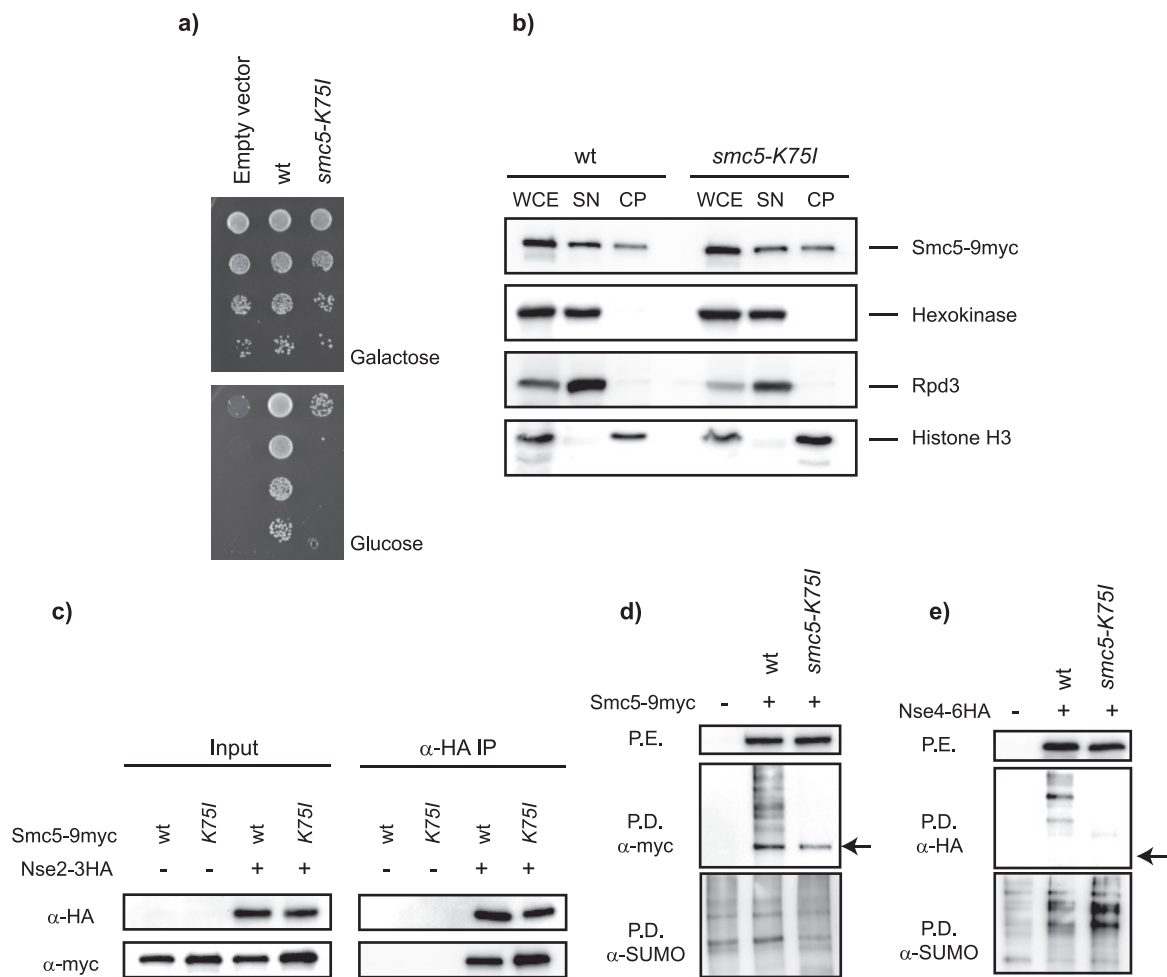 a)
Empty vector
wt
smc5-K75I
Galactose
Glucose
b)
wt smc5-K75I
WCE SN CP WCE SN CP
Smc5-9myc
Hexokinase
Rpd3
Histone H3
c)
Input α-HA IP
Smc5-9myc wt K75I wt K75I wt K75I wt K75I
Nse2-3HA - - + + - - + +
α-HA
α-myc
d)
wt
smc5-K75I
Smc5-9myc - + +
P.E.
P.D.
α-myc
P.D.
α-SUMO
e)
wt
smc5-K75I
Nse4-6HA - + +
P.E.
P.D.
α-HA
P.D.
α-SUMO